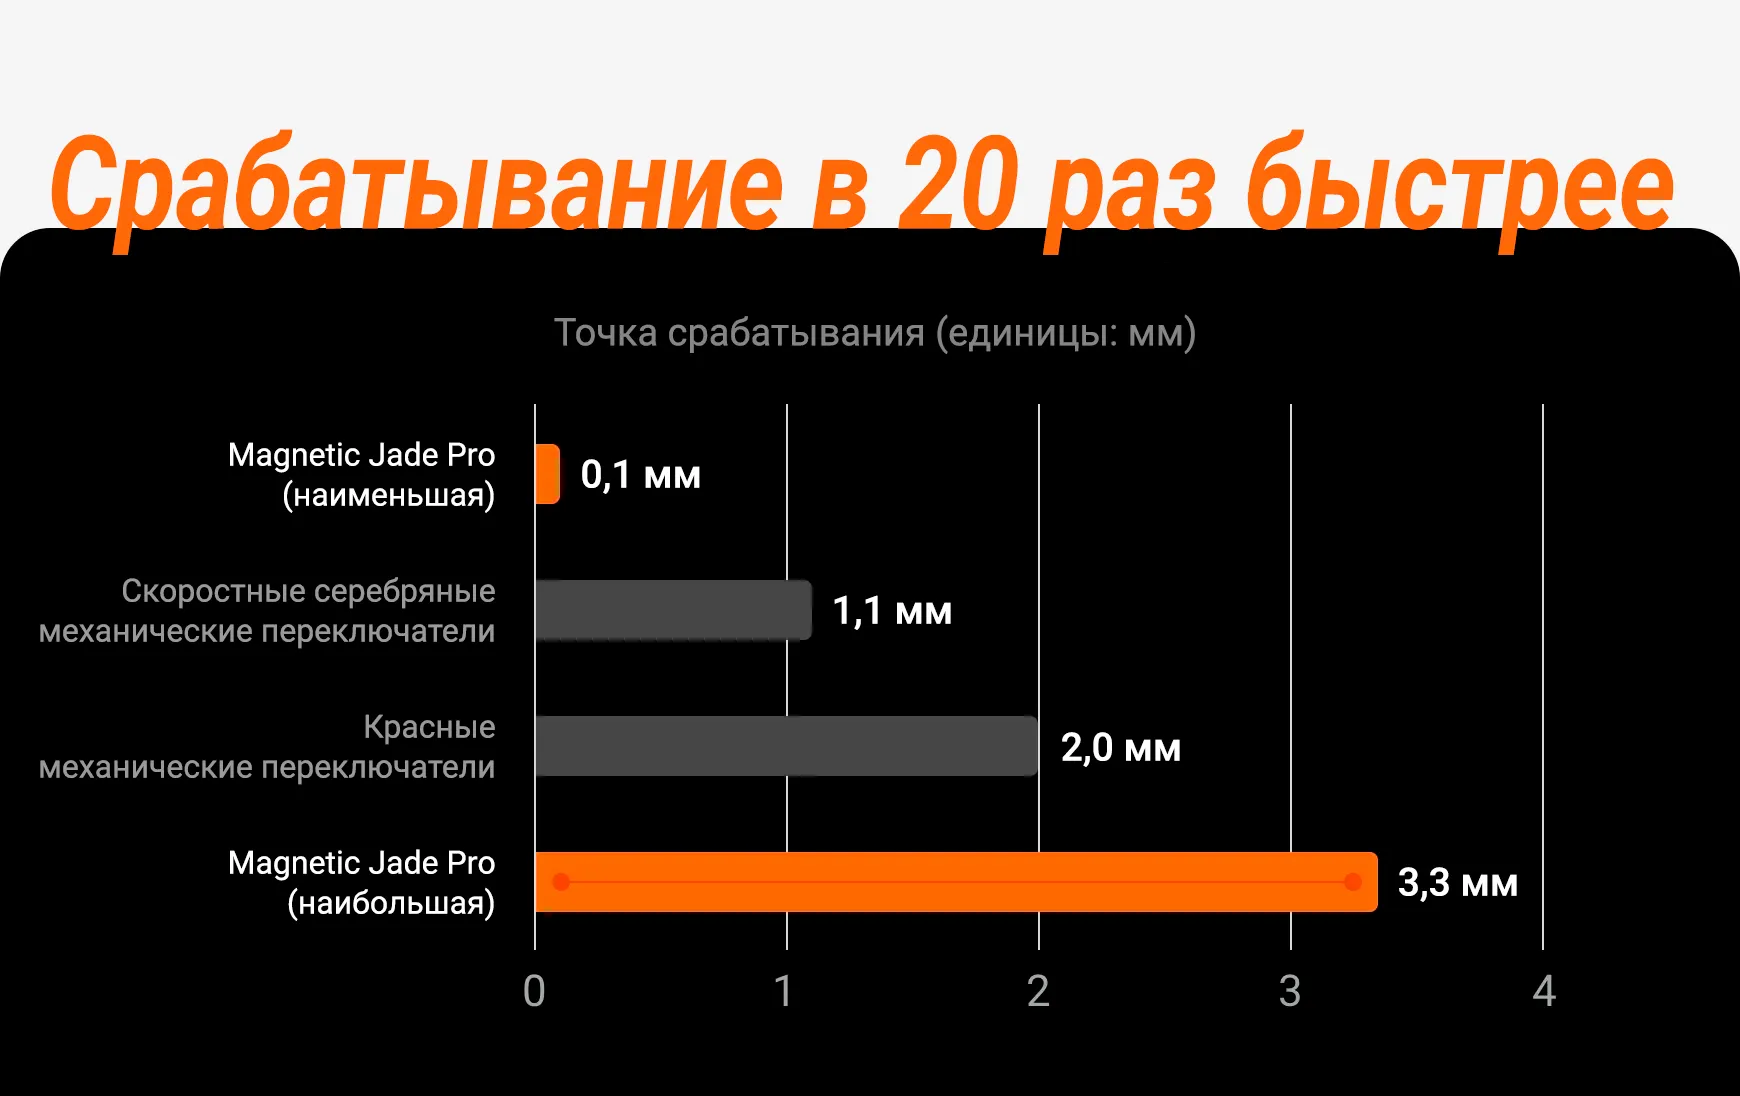 Срабатывание в 20 раз быстрее
Точка срабатывания (единицы: мм)
Magnetic Jade Pro
(наименьшая)
0,1 мм
Скоростные серебряные
механические переключатели
1,1 мм
Красные
механические переключатели
2,0 мм
Magnetic Jade Pro
(наибольшая)
3,3 мм
0 1 2 3 4